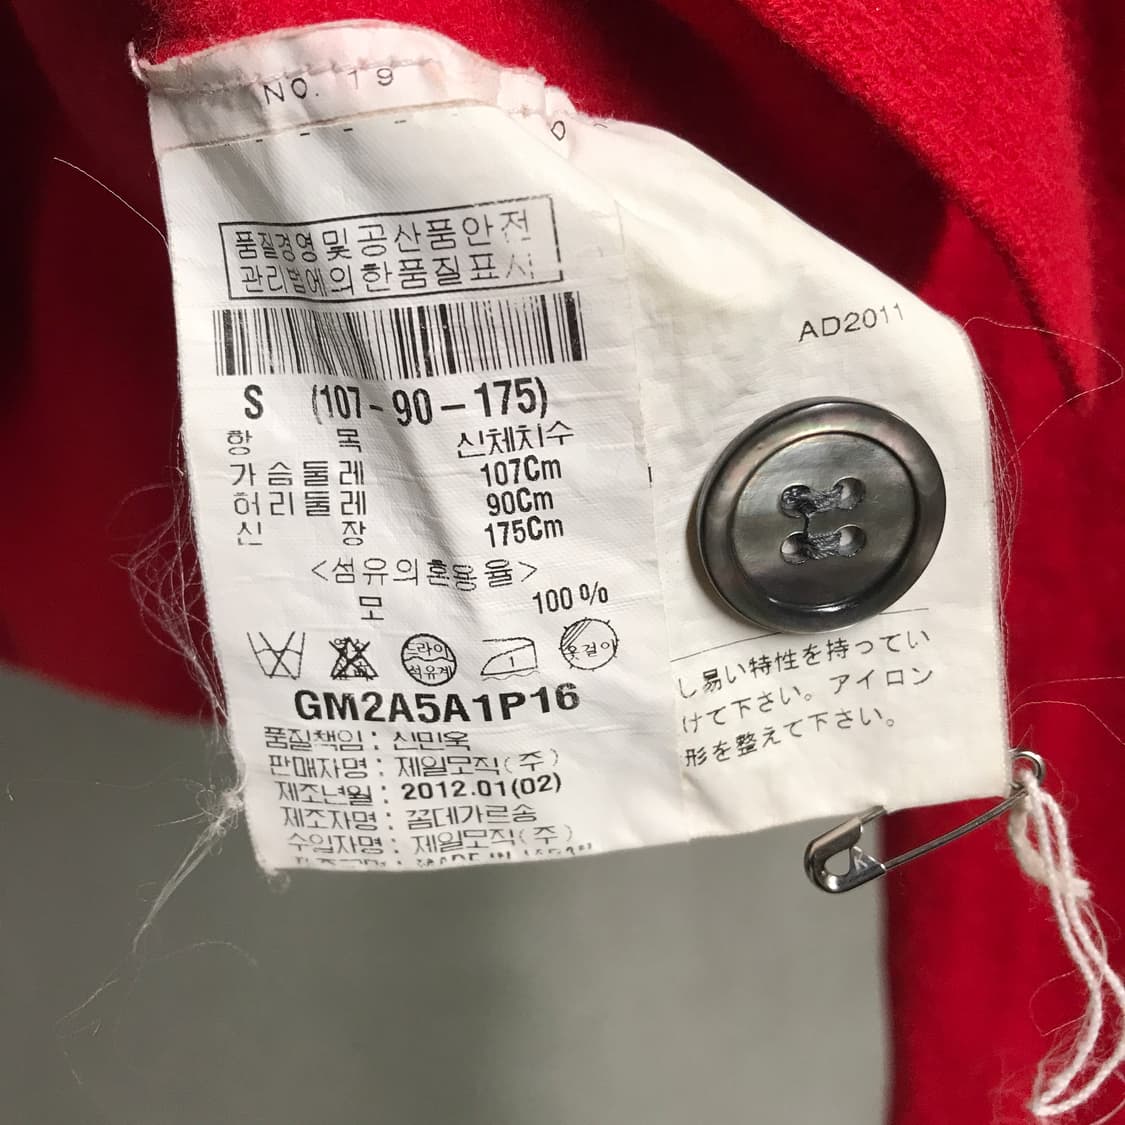 NO. 19
품질경영및공산품안전
관리법에의한품질표시
S (107-90-175)
항 목 신체치수
가슴둘레 107Cm
허리둘레 90Cm
신 장 175Cm
<섬유의혼용율>
모 100%
드라이
석유계
1
옷걸이
GM2A5A1P16
품질책임 : 신민욱
판매자명 : 제일모직(주)
제조년월 : 2012.01(02)
제조자명 : 꼼데가르송
수입자명 : 제일모직(주)
AD2011
し易い特性を持ってい
けて下さい。アイロン
形を整えて下さい。